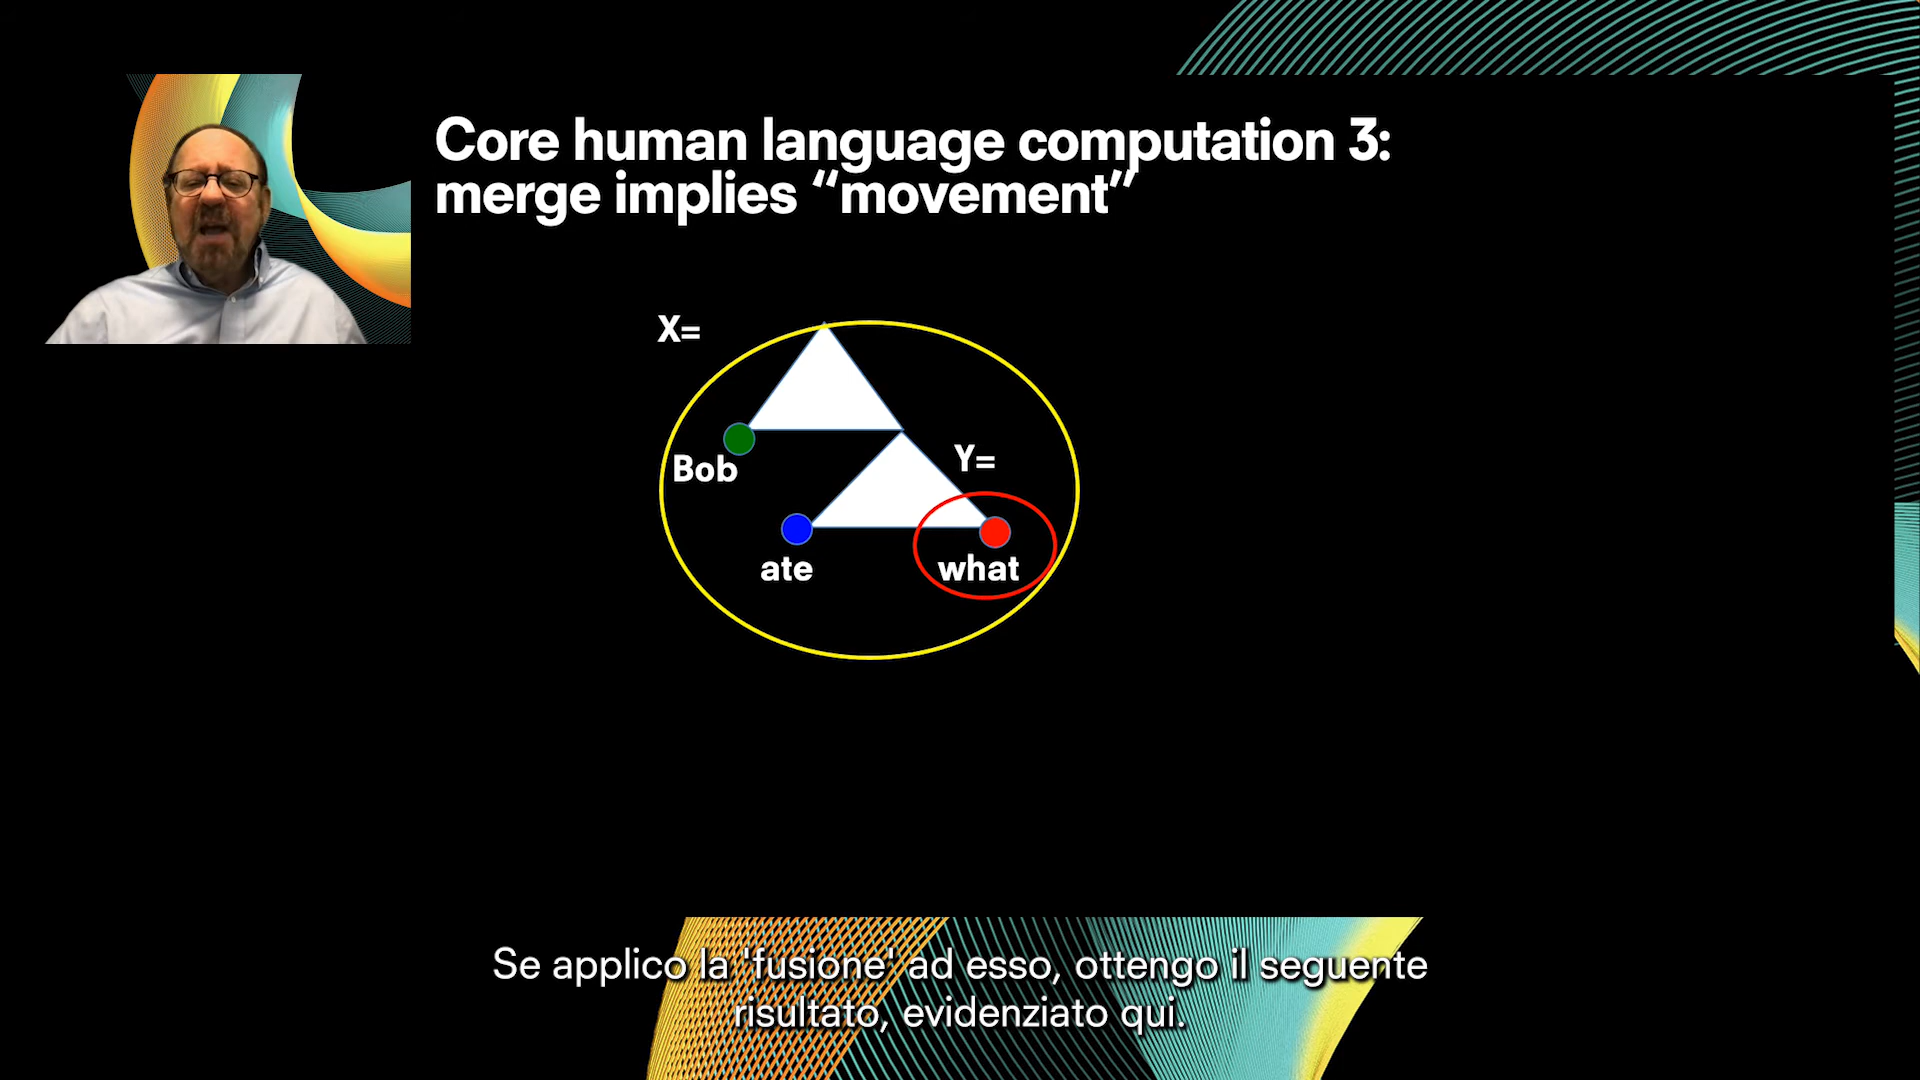 Core human language computation 3:
merge implies “movement”
X=
Bob
Y=
ate
what
Se applico la 'fusione' ad esso, ottengo il seguente
risultato, evidenziato qui.